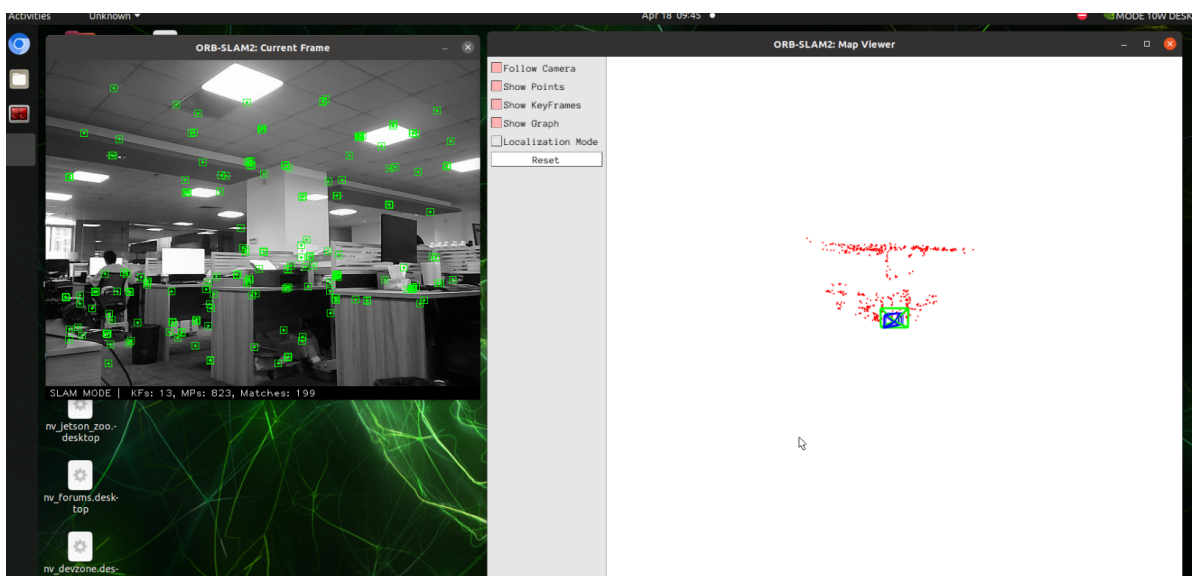 Activities
Unknown
Apr 18 09:45
MODE 10W DESK
ORB-SLAM2: Current Frame
ORB-SLAM2: Map Viewer
Follow Camera
Show Points
Show KeyFrames
Show Graph
Localization Mode
Reset
SLAM MODE | KFs: 13, MPs: 823, Matches: 199
nv_jetson_zoo.-
desktop
nv_forums.desk-
top
nv_devzone.des-